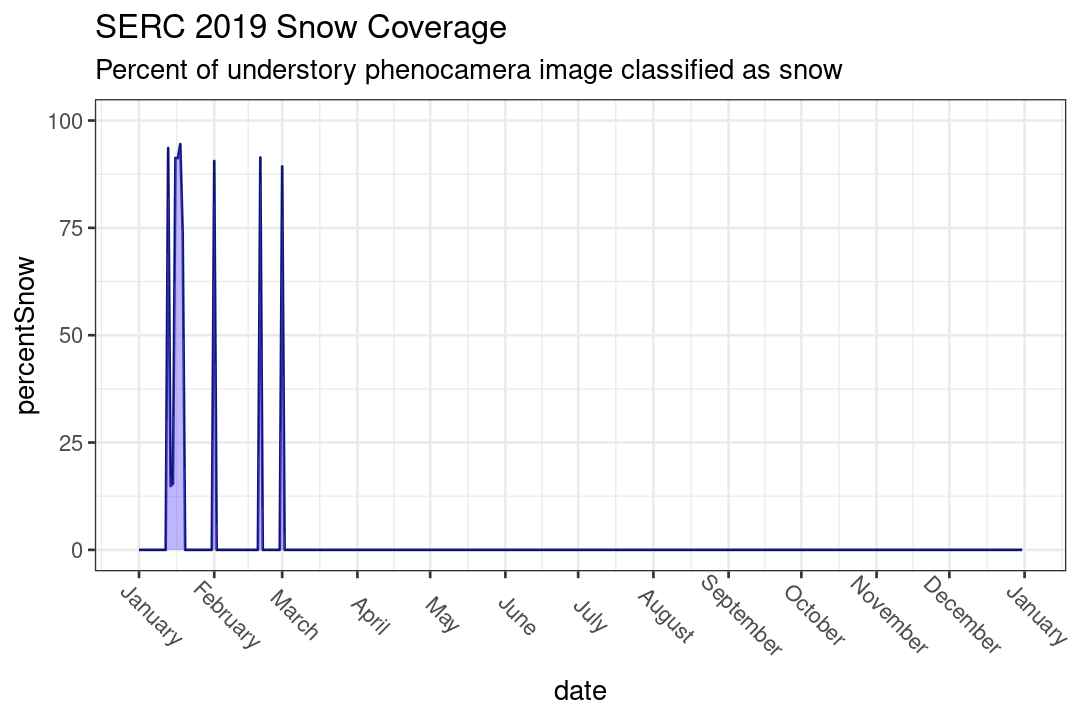 SERC 2019 Snow Coverage
Percent of understory phenocamera image classified as snow
percentSnow
100
75
50
25
0
January
February
March
April
May
June
July
August
September
October
November
December
January
date